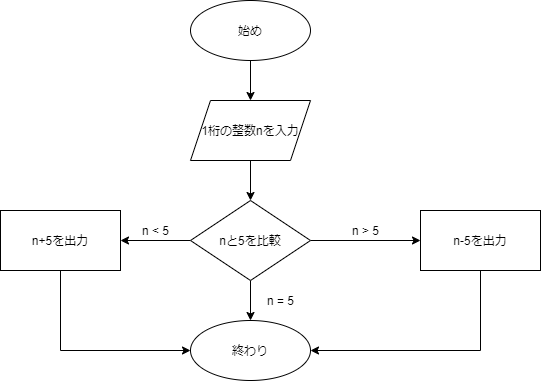 始め
1桁の整数nを入力
n < 5
nと5を比較
n > 5
n+5を出力
n-5を出力
n = 5
終わり